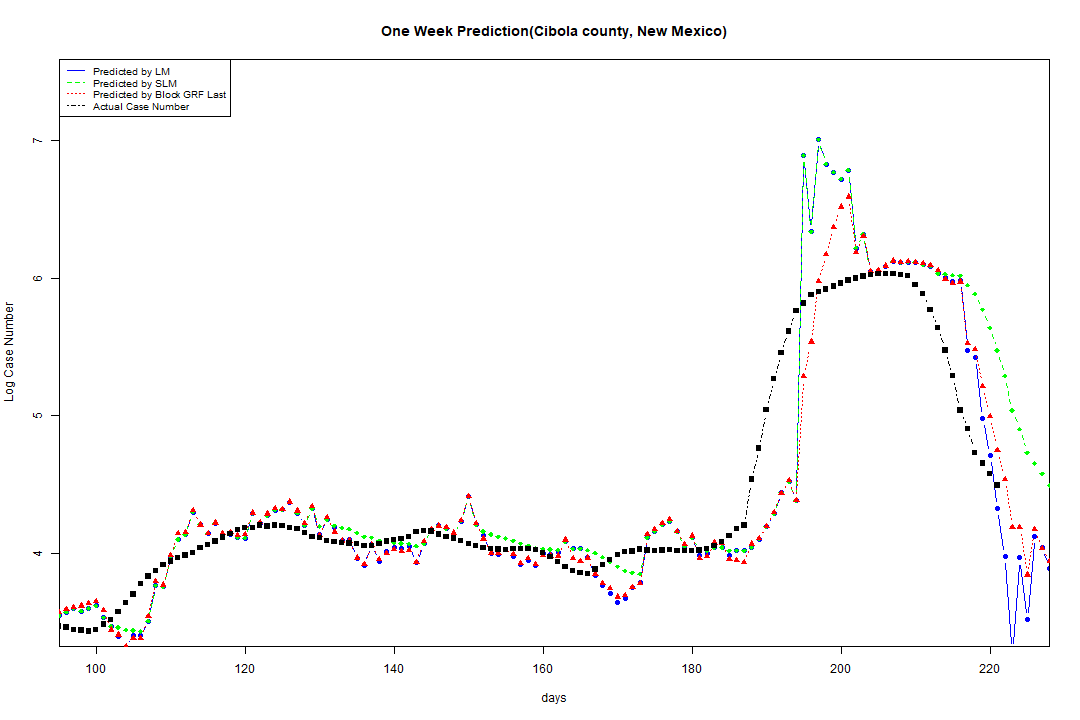 One Week Prediction(Cibola county, New Mexico)
Predicted by LM
Predicted by SLM
Predicted by Block GRF Last
Actual Case Number
7
6
5
4
Log Case Number
100 120 140 160 180 200 220
days